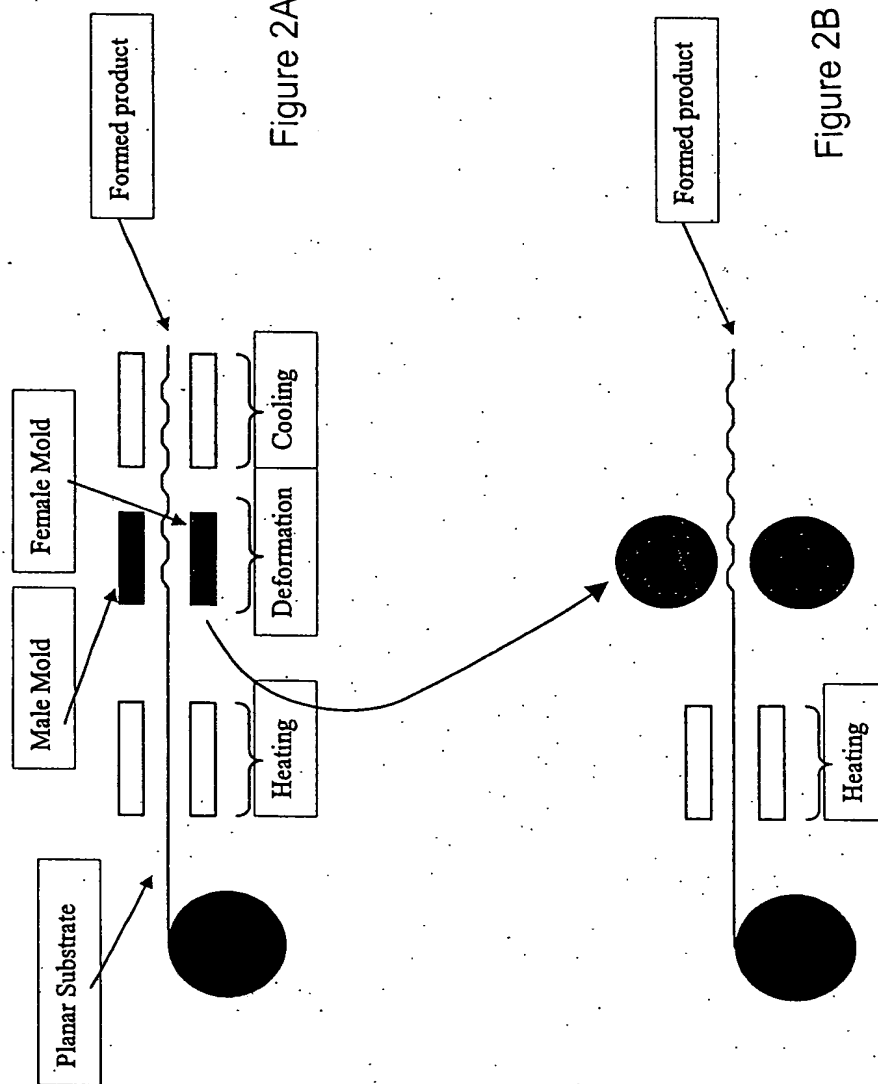 Planar Substrate
Male Mold
Female Mold
Formed product
Heating
Deformation
Cooling
Figure 2A
Formed product
Heating
Figure 2B